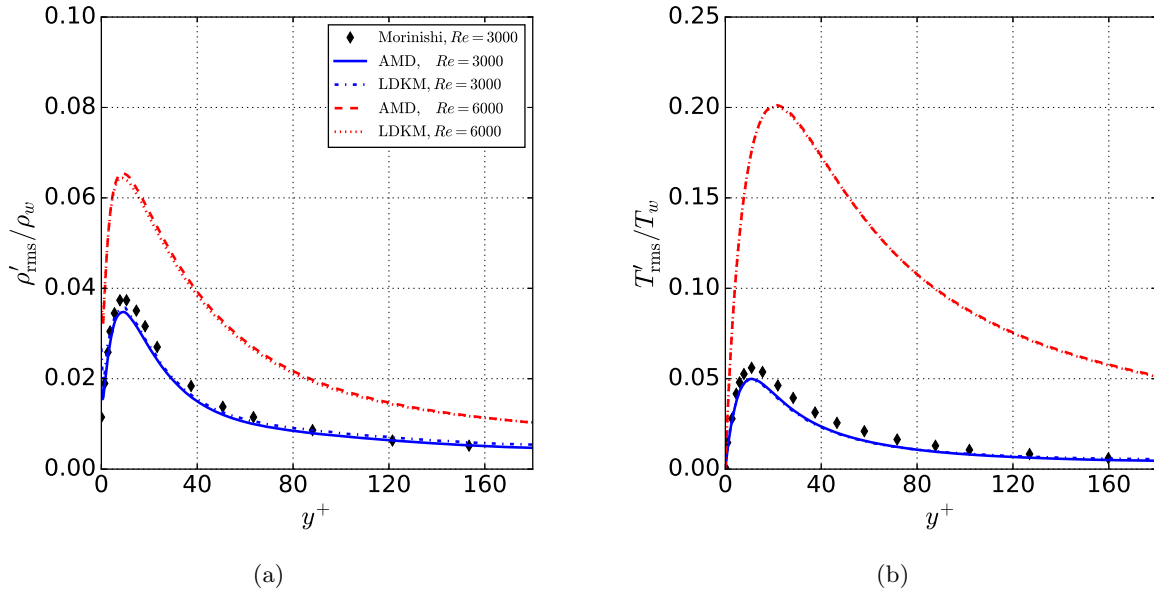 0.10
0.08
0.06
0.04
0.02
0.00
ρ′rms/ρw
0 40 80 120 160
y+
Morinishi, Re = 3000
AMD, Re = 3000
LDKM, Re = 3000
AMD, Re = 6000
LDKM, Re = 6000
(a)
0.25
0.20
0.15
0.10
0.05
0.00
T′rms/Tw
0 40 80 120 160
y+
(b)